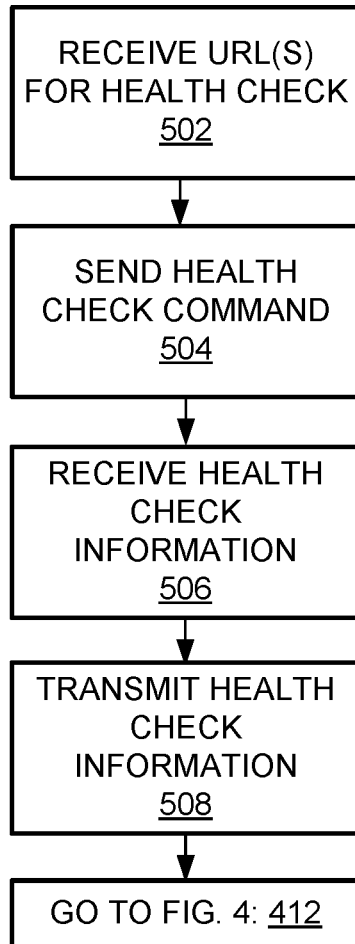 RECEIVE URL(S)
FOR HEALTH CHECK
502
SEND HEALTH
CHECK COMMAND
504
RECEIVE HEALTH
CHECK
INFORMATION
506
TRANSMIT HEALTH
CHECK
INFORMATION
508
GO TO FIG. 4: 412